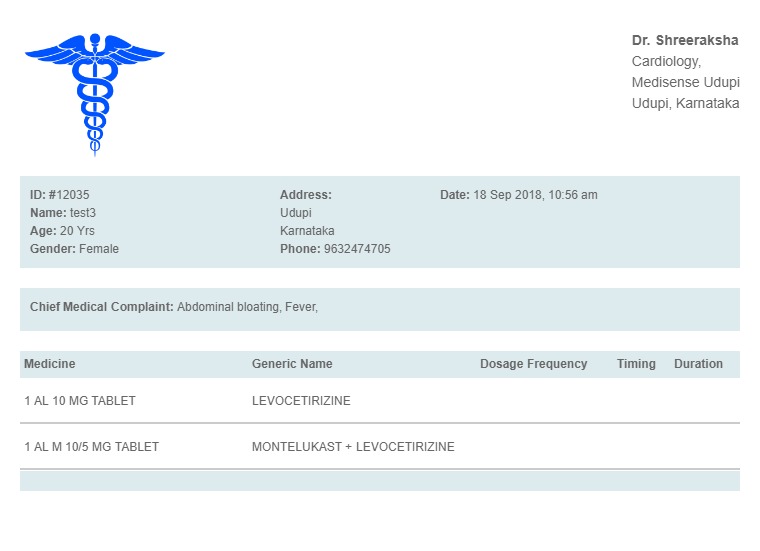 Dr. Shreeraksha
Cardiology,
Medisense Udupi
Udupi, Karnataka
ID: #12035
Name: test3
Age: 20 Yrs
Gender: Female
Address:
Udupi
Karnataka
Phone: 9632474705
Date: 18 Sep 2018, 10:56 am
Chief Medical Complaint: Abdominal bloating, Fever,
Medicine Generic Name Dosage Frequency Timing Duration
1 AL 10 MG TABLET LEVOCETIRIZINE
1 AL M 10/5 MG TABLET MONTELUKAST + LEVOCETIRIZINE